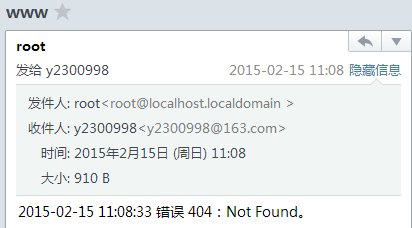 www
root
发给 y2300998 2015-02-15 11:08 隐藏信息
发件人: root<root@localhost.localdomain >
收件人: y2300998<y2300998@163.com>
时间: 2015年2月15日 (周日) 11:08
大小: 910 B
2015-02-15 11:08:33 错误 404：Not Found。